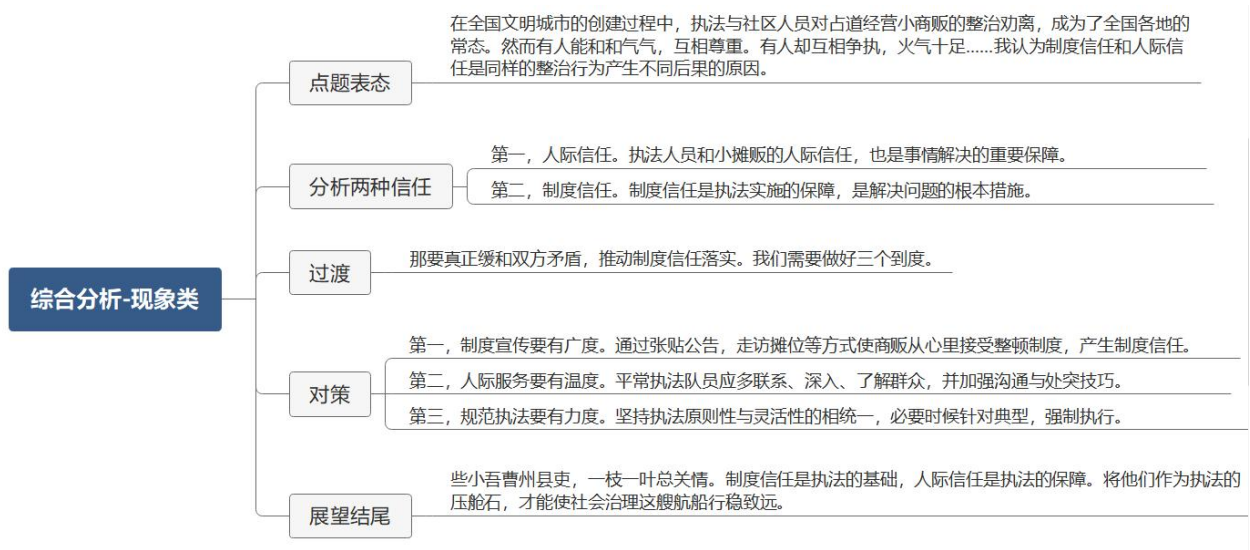 综合分析-现象类
点题表态
在全国文明城市的创建过程中，执法与社区人员对占道经营小商贩的整治劝离，成为了全国各地的
常态。然而有人能和和气气，互相尊重。有人却互相争执，火气十足......我认为制度信任和人际信
任是同样的整治行为产生不同后果的原因。
分析两种信任
第一，人际信任。执法人员和小摊贩的人际信任，也是事情解决的重要保障。
第二，制度信任。制度信任是执法实施的保障，是解决问题的根本措施。
过渡
那要真正缓和双方矛盾，推动制度信任落实。我们需要做好三个到度。
对策
第一，制度宣传要有广度。通过张贴公告，走访摊位等方式使商贩从心里接受整顿制度，产生制度信任。
第二，人际服务要有温度。平常执法队员应多联系、深入、了解群众，并加强沟通与处突技巧。
第三，规范执法要有力度。坚持执法原则性与灵活性的相统一，必要时候针对典型，强制执行。
展望结尾
些小吾曹州县吏，一枝一叶总关情。制度信任是执法的基础，人际信任是执法的保障。将他们作为执法的
压舱石，才能使社会治理这艘航船行稳致远。